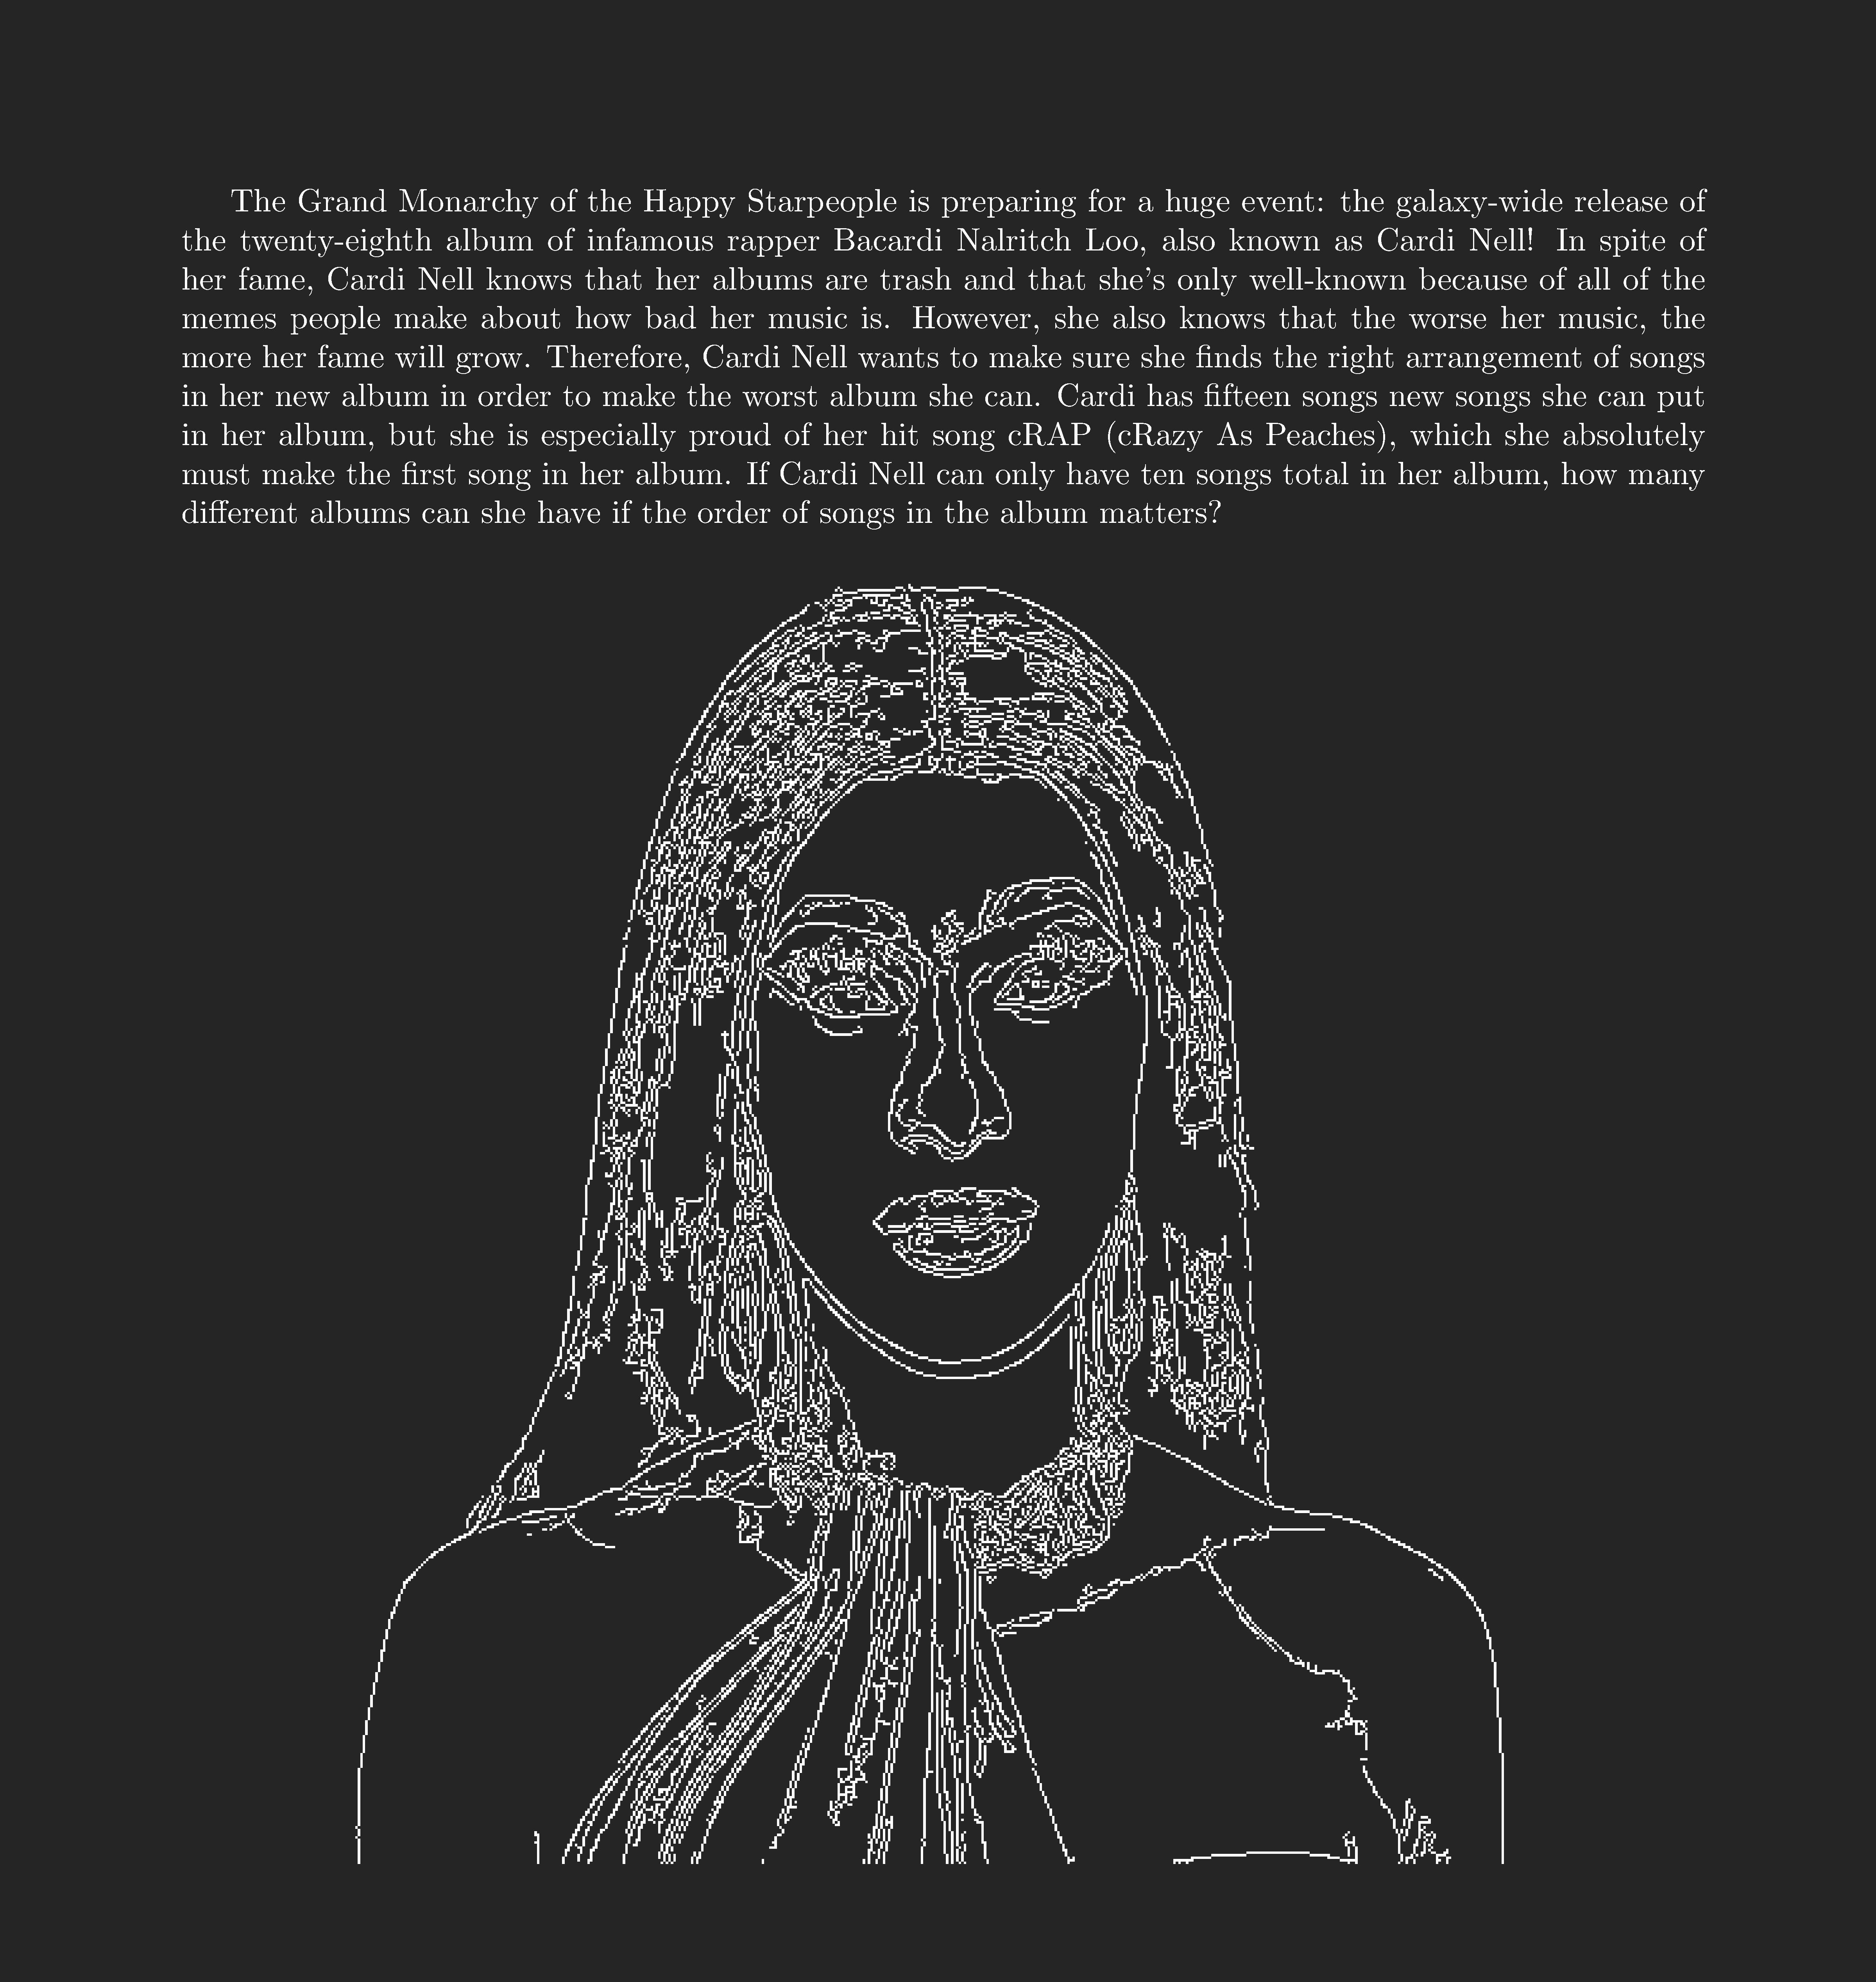 The Grand Monarchy of the Happy Starpeople is preparing for a huge event: the galaxy-wide release of
the twenty-eighth album of infamous rapper Bacardi Nalritch Loo, also known as Cardi Nell! In spite of
her fame, Cardi Nell knows that her albums are trash and that she's only well-known because of all of the
memes people make about how bad her music is. However, she also knows that the worse her music, the
more her fame will grow. Therefore, Cardi Nell wants to make sure she finds the right arrangement of songs
in her new album in order to make the worst album she can. Cardi has fifteen songs new songs she can put
in her album, but she is especially proud of her hit song cRAP (cRazy As Peaches), which she absolutely
must make the first song in her album. If Cardi Nell can only have ten songs total in her album, how many
different albums can she have if the order of songs in the album matters?